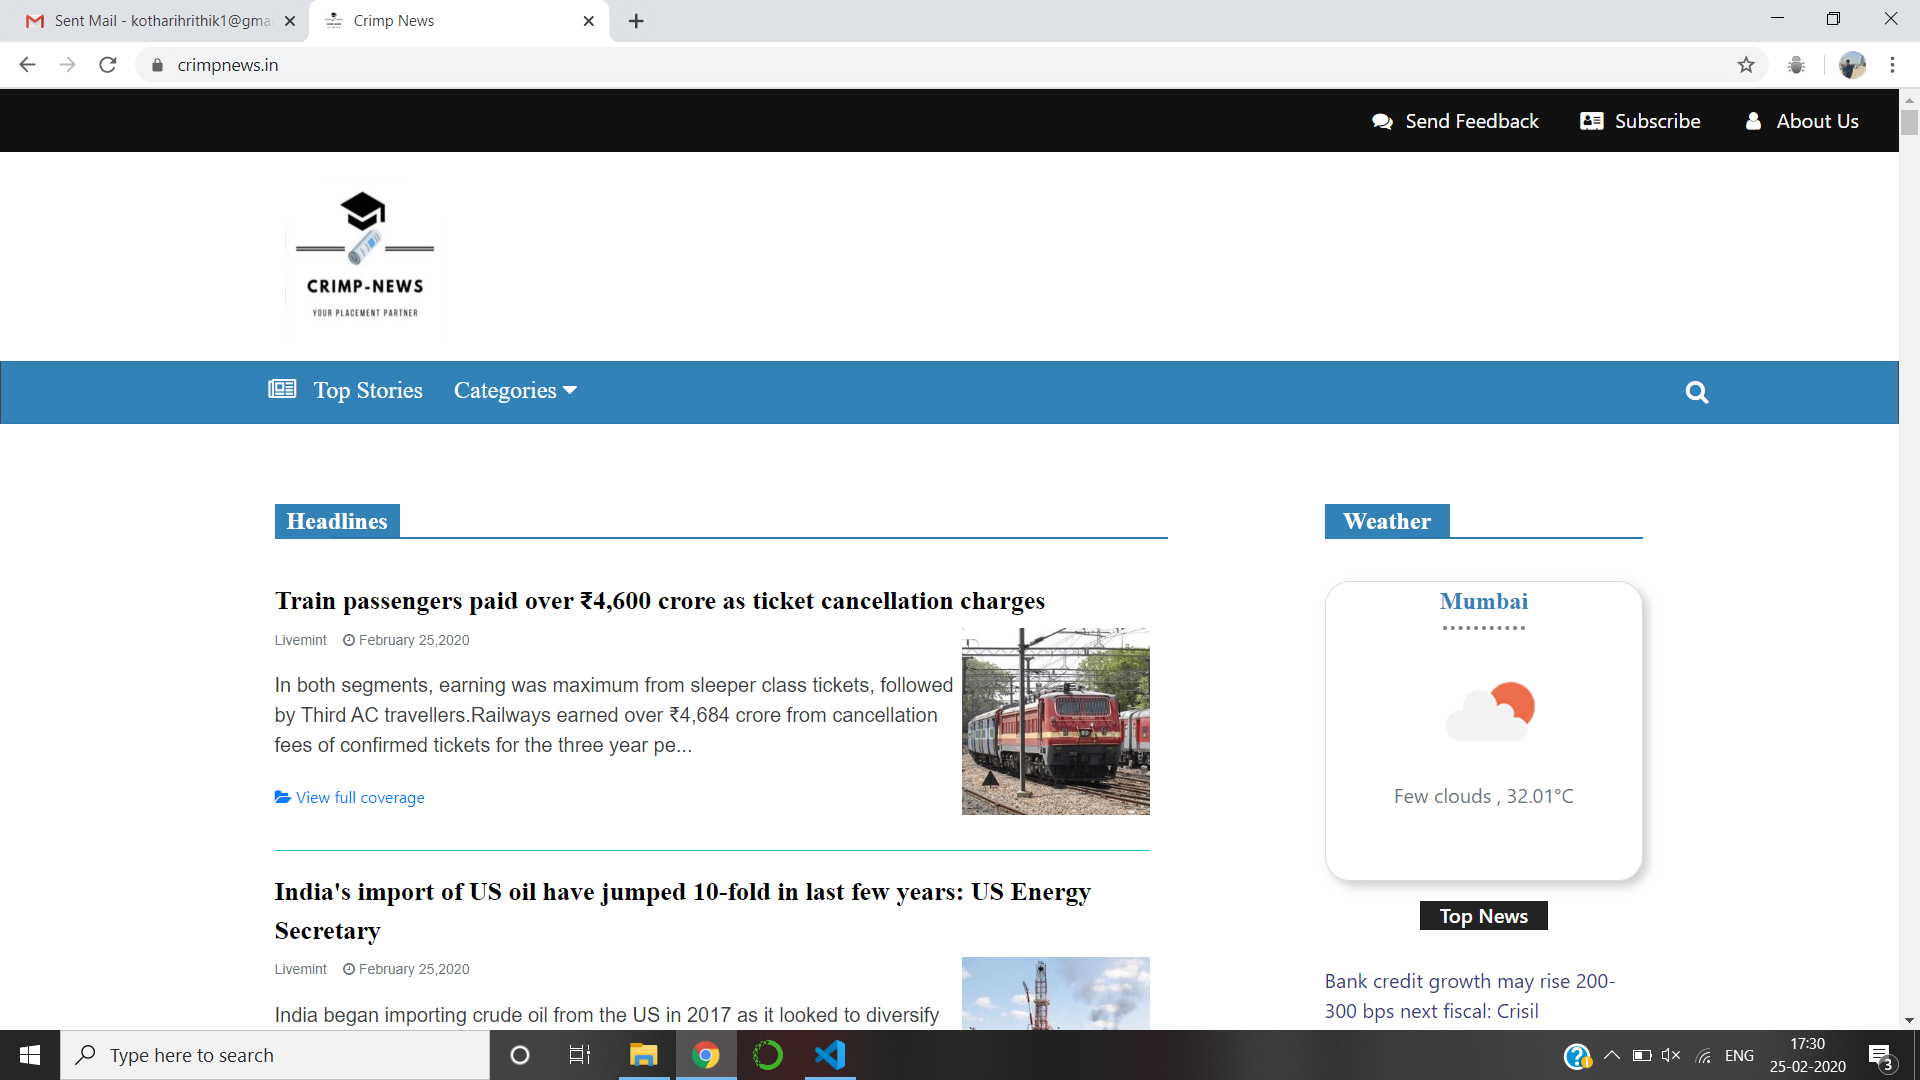 Sent Mail - kotharihrithik1@gma
Crimp News
crimpnews.in
Send Feedback
Subscribe
About Us
CRIMP-NEWS
YOUR PLACEMENT PARTNER
Top Stories
Categories
Headlines
Train passengers paid over ₹4,600 crore as ticket cancellation charges
Livemint
February 25,2020
In both segments, earning was maximum from sleeper class tickets, followed
by Third AC travellers.Railways earned over ₹4,684 crore from cancellation
fees of confirmed tickets for the three year pe...
View full coverage
India's import of US oil have jumped 10-fold in last few years: US Energy
Secretary
Livemint
February 25,2020
India began importing crude oil from the US in 2017 as it looked to diversify
Weather
Mumbai
Few clouds , 32.01°C
Top News
Bank credit growth may rise 200-
300 bps next fiscal: Crisil
Type here to search
ENG
17:30
25-02-2020
3